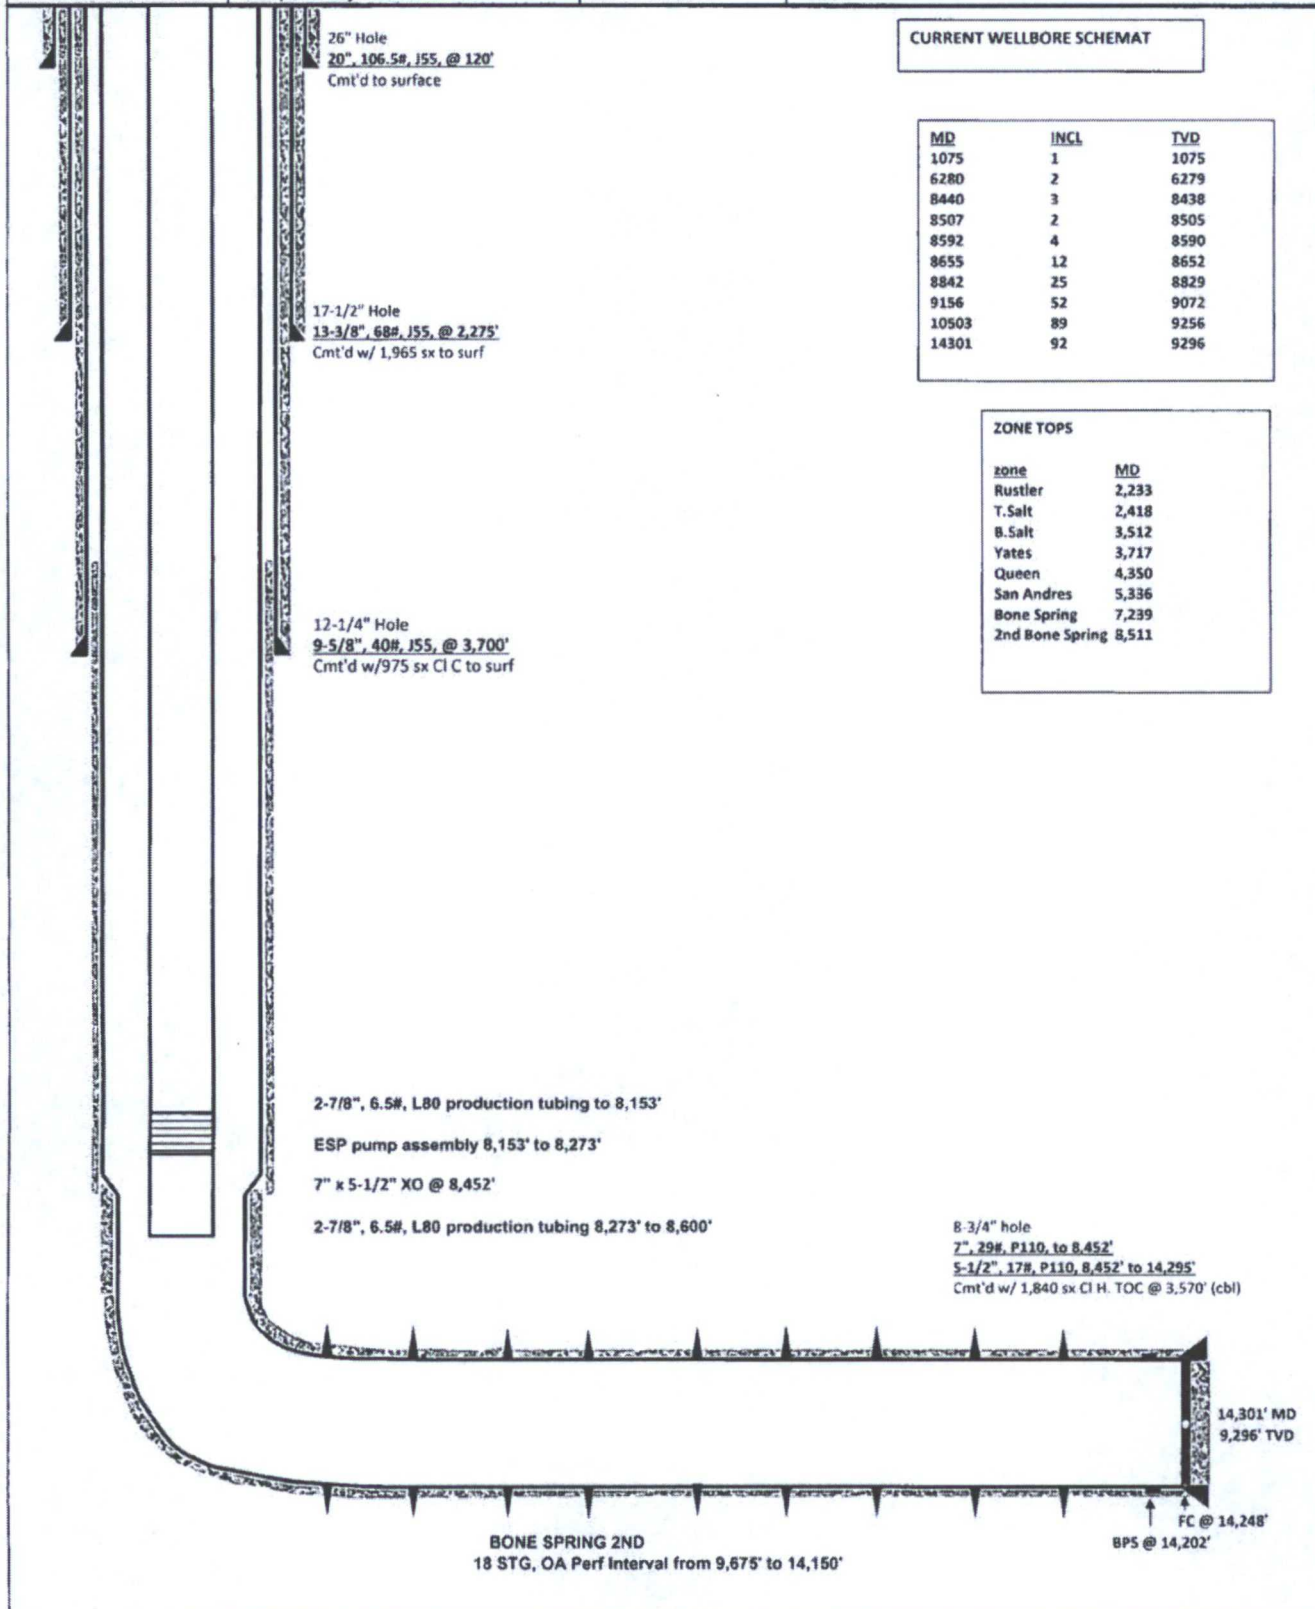 26" Hole
20", 106.5#, J55, @ 120'
Cmt'd to surface
CURRENT WELLBORE SCHEMAT
MD INCL TVD
1075 1 1075
6280 2 6279
8440 3 8438
8507 2 8505
8592 4 8590
8655 12 8652
8842 25 8829
9156 52 9072
10503 89 9256
14301 92 9296
17-1/2" Hole
13-3/8", 68#, J55, @ 2,275'
Cmt'd w/ 1,965 sx to surf
ZONE TOPS
zone MD
Rustler 2,233
T.Salt 2,418
B.Salt 3,512
Yates 3,717
Queen 4,350
San Andres 5,336
Bone Spring 7,239
2nd Bone Spring 8,511
12-1/4" Hole
9-5/8", 40#, J55, @ 3,700'
Cmt'd w/975 sx Cl C to surf
2-7/8", 6.5#, L80 production tubing to 8,153'
ESP pump assembly 8,153' to 8,273'
7" x 5-1/2" XO @ 8,452'
2-7/8", 6.5#, L80 production tubing 8,273' to 8,600'
8-3/4" hole
7", 29#, P110, to 8,452'
5-1/2", 17#, P110, 8,452' to 14,295'
Cmt'd w/ 1,840 sx Cl H. TOC @ 3,570' (cbl)
14,301' MD
9,296' TVD
FC @ 14,248'
BPS @ 14,202'
BONE SPRING 2ND
18 STG, OA Perf Interval from 9,675' to 14,150'